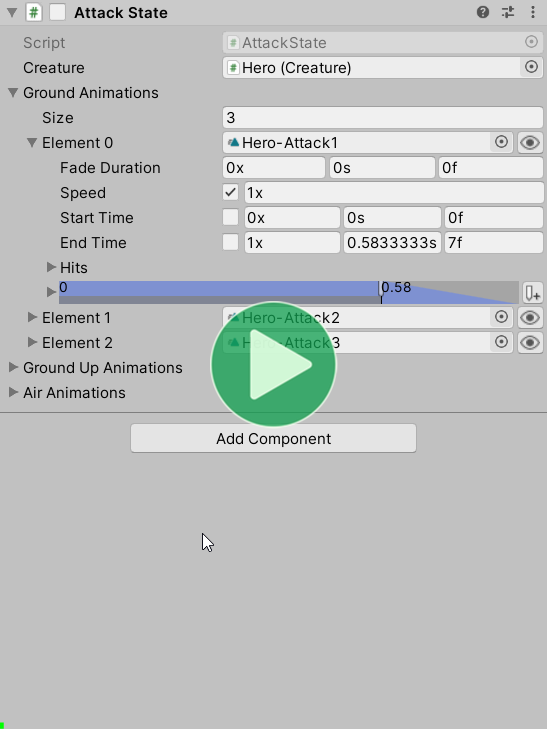 Attack State
Script AttackState
Creature Hero (Creature)
Ground Animations
Size 3
Element 0 Hero-Attack1
Fade Duration 0x 0s 0f
Speed 1x
Start Time 0x 0s 0f
End Time 1x 0.5833333s 7f
Hits
0 0.58
Element 1 Hero-Attack2
Element 2 Hero-Attack3
Ground Up Animations
Air Animations
Add Component